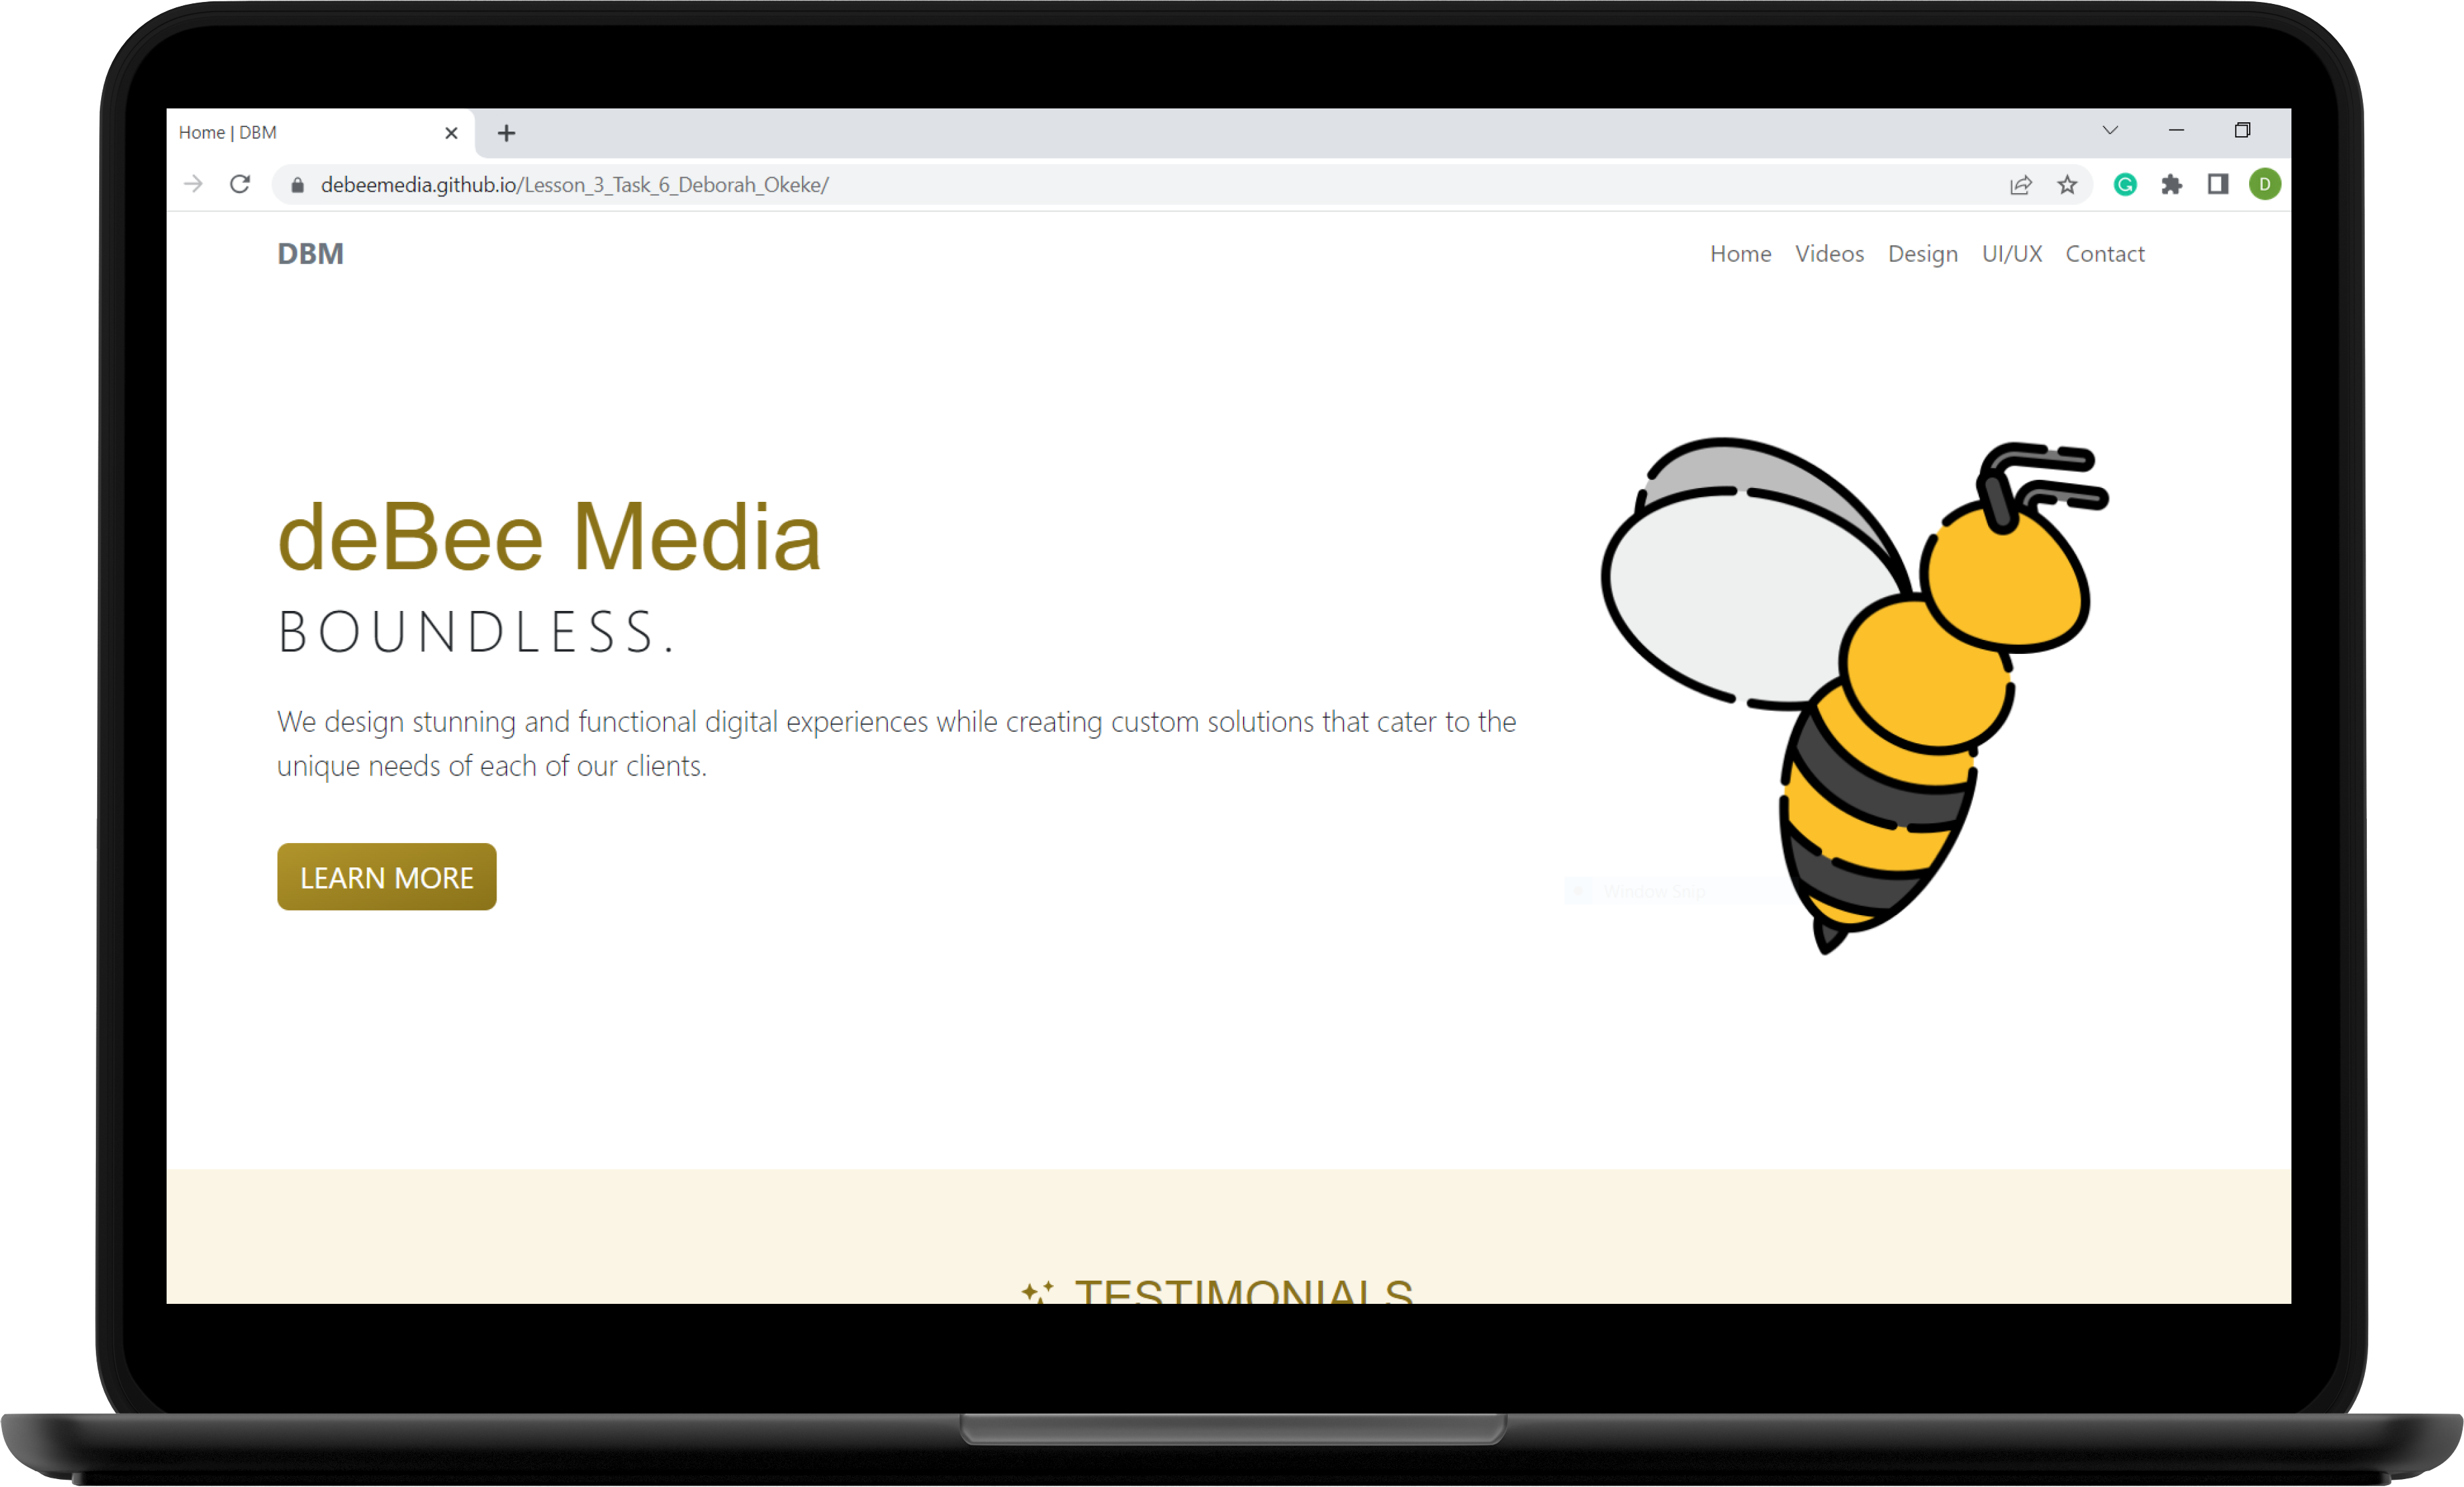 Home | DBM
debeemedia.github.io/Lesson_3_Task_6_Deborah_Okeke/
D
DBM
Home Videos Design UI/UX Contact
deBee Media
BOUNDLESS.
We design stunning and functional digital experiences while creating custom solutions that cater to the
unique needs of each of our clients.
LEARN MORE
Window Snip
TESTIMONIALS